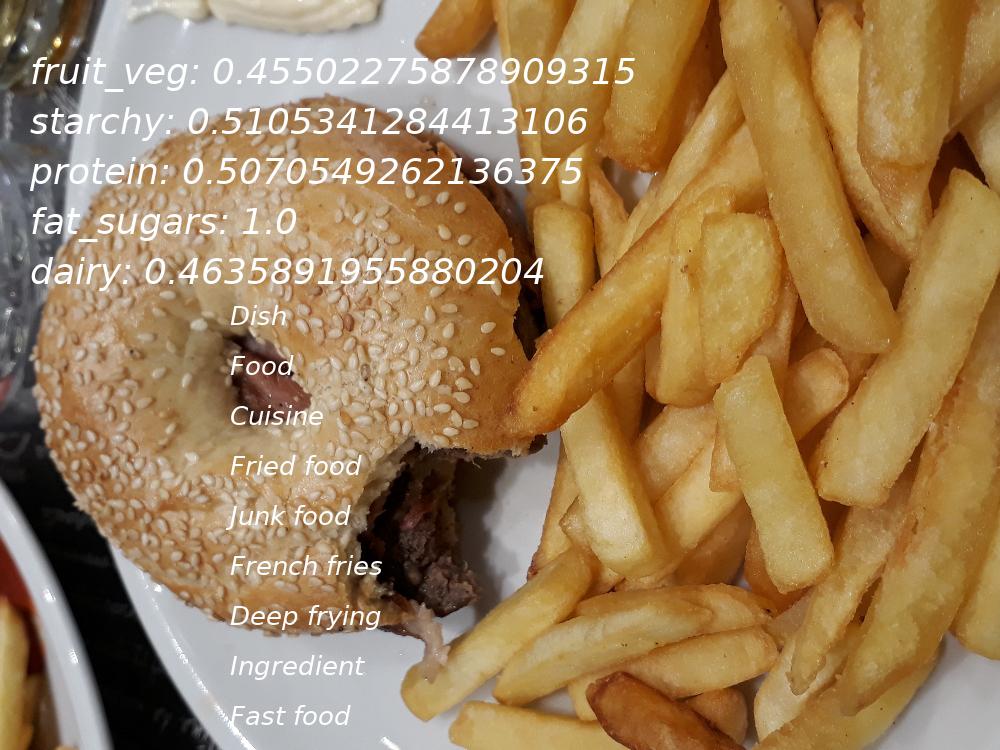 fruit_veg: 0.45502275878909315
starchy: 0.5105341284413106
protein: 0.5070549262136375
fat_sugars: 1.0
dairy: 0.4635891955880204
Dish
Food
Cuisine
Fried food
Junk food
French fries
Deep frying
Ingredient
Fast food